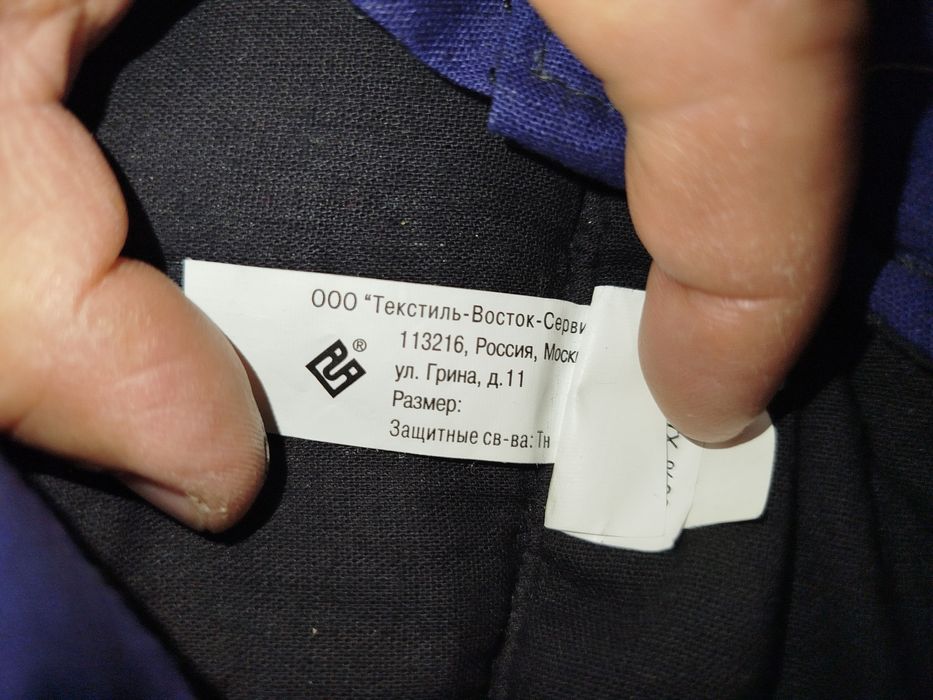 ООО "Текстиль-Восток-Серви
113216, Россия, Моск
®
ул. Грина, д.11
Размер:
Защитные св-ва: Тн